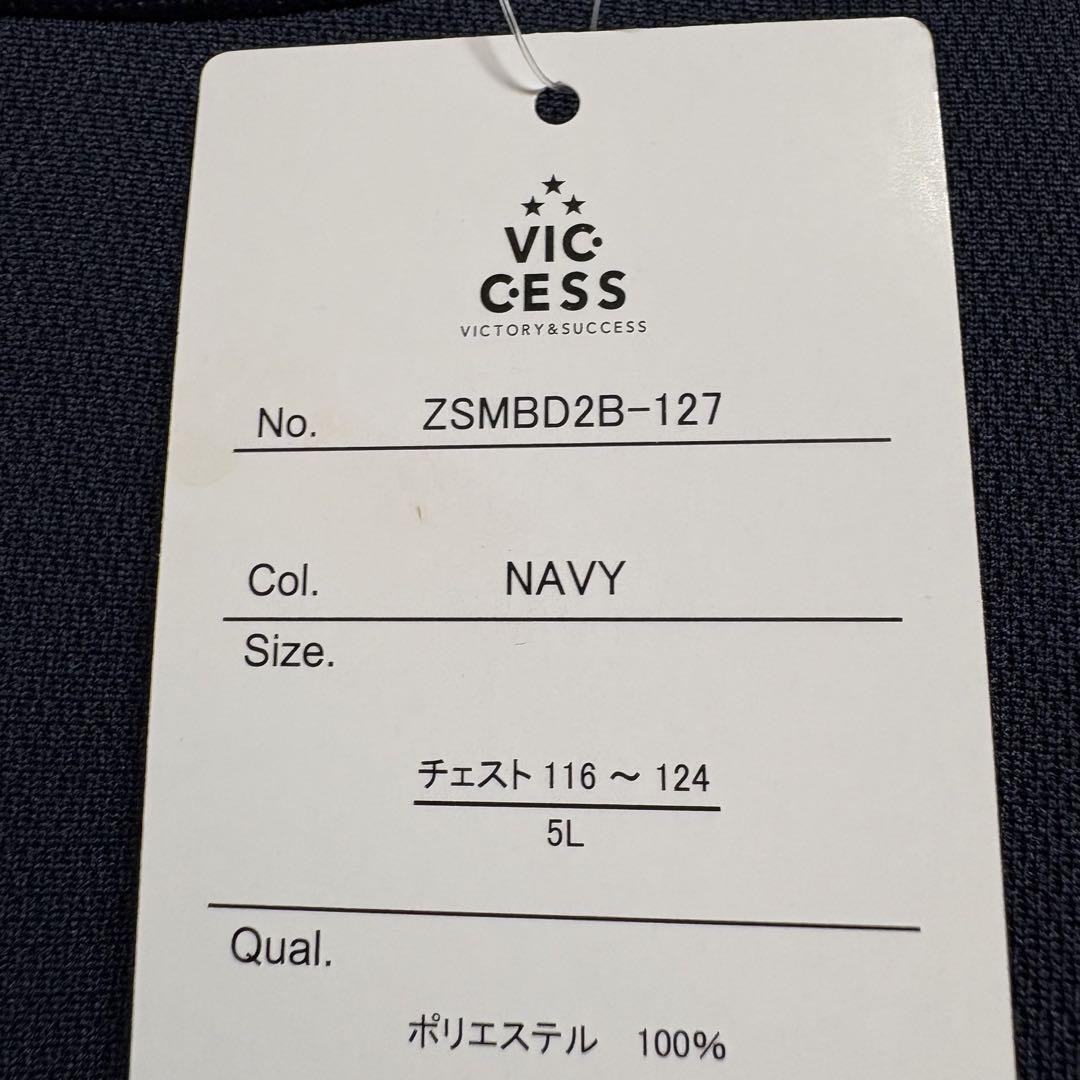 VIC
CESS
VICTORY&SUCCESS
No. ZSMBD2B-127
Col. NAVY
Size.
チェスト 116 ～ 124
5L
Qual.
ポリエステル 100%